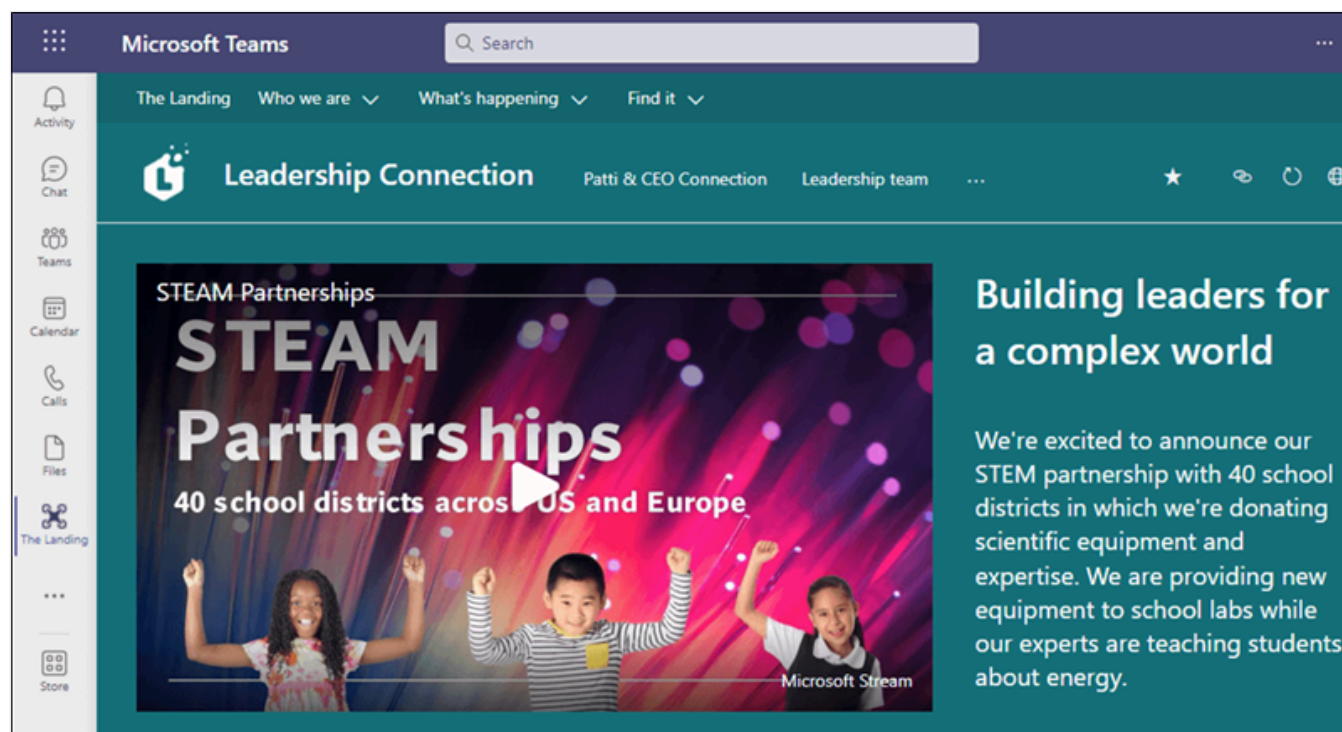 Microsoft Teams
Search
...
Activity
Chat
Teams
Calendar
Calls
Files
The Landing
...
Store
The Landing Who we are What's happening Find it
L
Leadership Connection Patti & CEO Connection Leadership team ...
STEAM Partnerships
STEAM
Partnerships
40 school districts across US and Europe
Microsoft Stream
Building leaders for
a complex world
We're excited to announce our
STEM partnership with 40 school
districts in which we're donating
scientific equipment and
expertise. We are providing new
equipment to school labs while
our experts are teaching students
about energy.